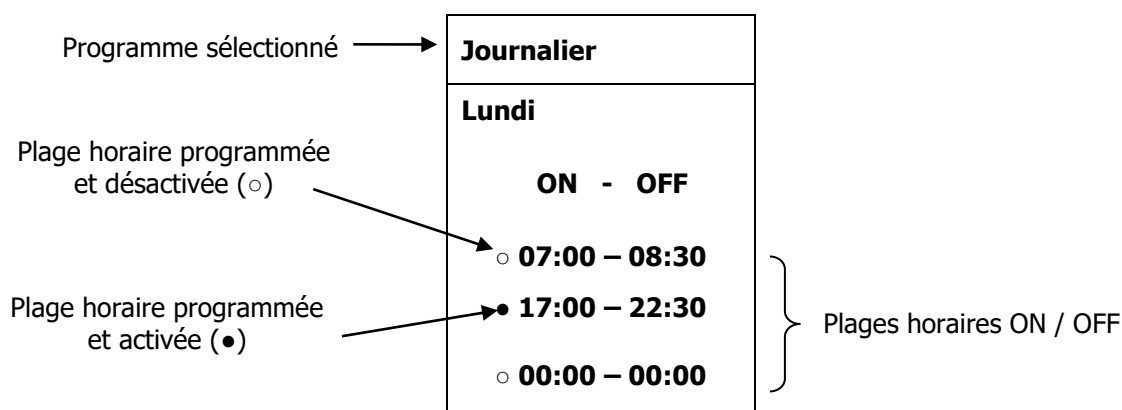 Programme sélectionné
Journalier
Lundi
Plage horaire programmée
et désactivée (○)
ON - OFF
○ 07:00 – 08:30
Plage horaire programmée
et activée (●)
● 17:00 – 22:30
Plages horaires ON / OFF
○ 00:00 – 00:00